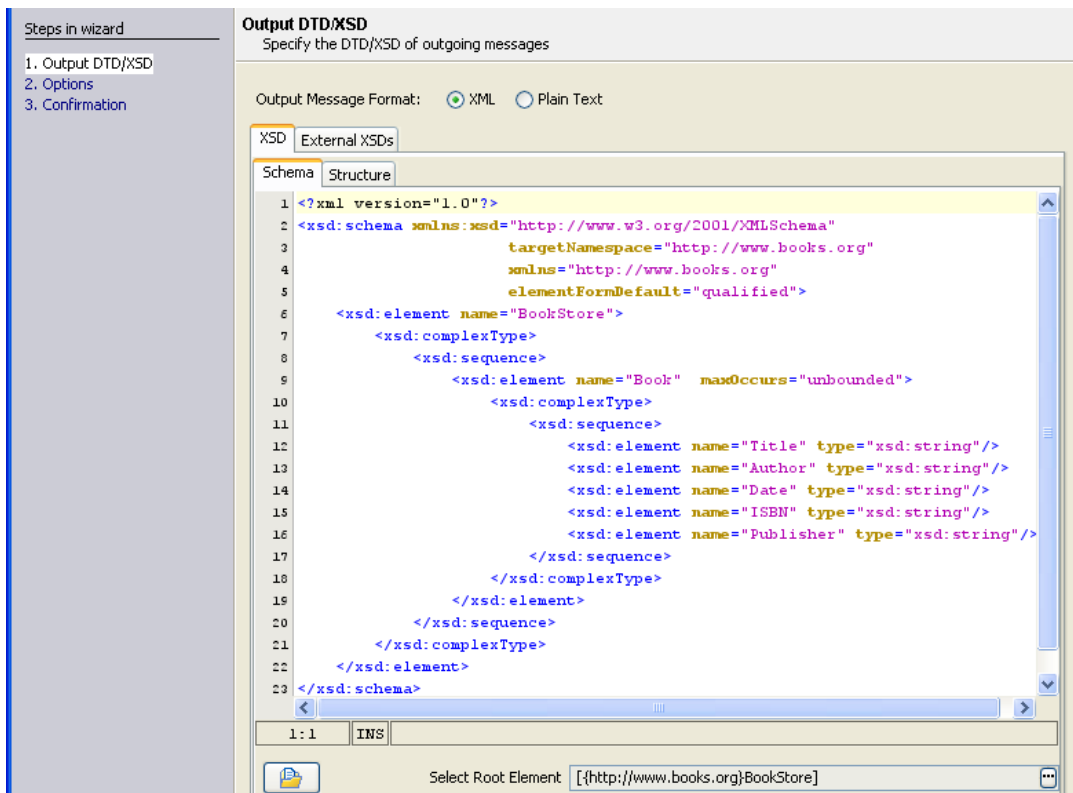 Steps in wizard
1. Output DTD/XSD
2. Options
3. Confirmation
Output DTD/XSD
Specify the DTD/XSD of outgoing messages
Output Message Format: XML Plain Text
XSD External XSDs
Schema Structure
1 <?xml version="1.0"?>
2 <xsd:schema xmlns:xsd="http://www.w3.org/2001/XMLSchema"
3 targetNamespace="http://www.books.org"
4 xmlns="http://www.books.org"
5 elementFormDefault="qualified">
6 <xsd:element name="BookStore">
7 <xsd:complexType>
8 <xsd:sequence>
9 <xsd:element name="Book" maxOccurs="unbounded">
10 <xsd:complexType>
11 <xsd:sequence>
12 <xsd:element name="Title" type="xsd:string"/>
13 <xsd:element name="Author" type="xsd:string"/>
14 <xsd:element name="Date" type="xsd:string"/>
15 <xsd:element name="ISBN" type="xsd:string"/>
16 <xsd:element name="Publisher" type="xsd:string"/>
17 </xsd:sequence>
18 </xsd:complexType>
19 </xsd:element>
20 </xsd:sequence>
21 </xsd:complexType>
22 </xsd:element>
23 </xsd:schema>
1:1 INS
Select Root Element [{http://www.books.org}BookStore]